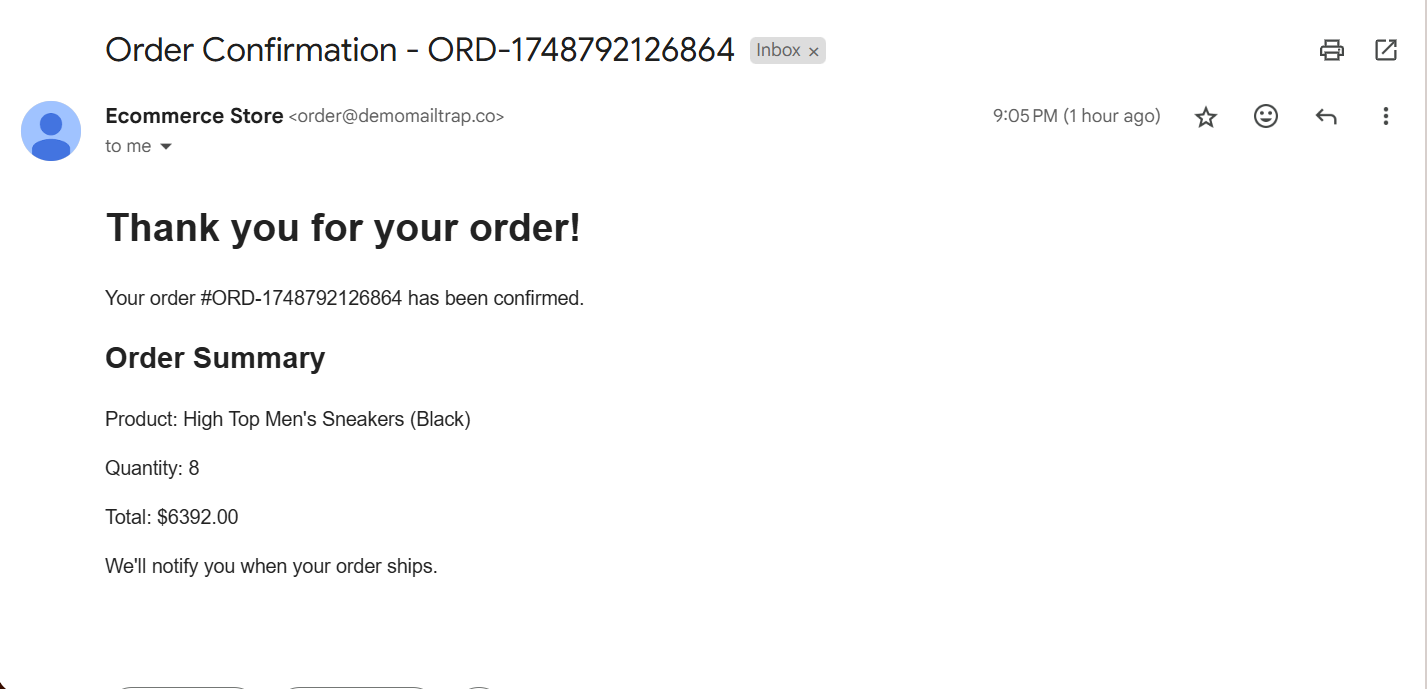 Order Confirmation - ORD-1748792126864 Inbox ×
Ecommerce Store <order@demomailtrap.co> 9:05 PM (1 hour ago)
to me
Thank you for your order!
Your order #ORD-1748792126864 has been confirmed.
Order Summary
Product: High Top Men's Sneakers (Black)
Quantity: 8
Total: $6392.00
We'll notify you when your order ships.